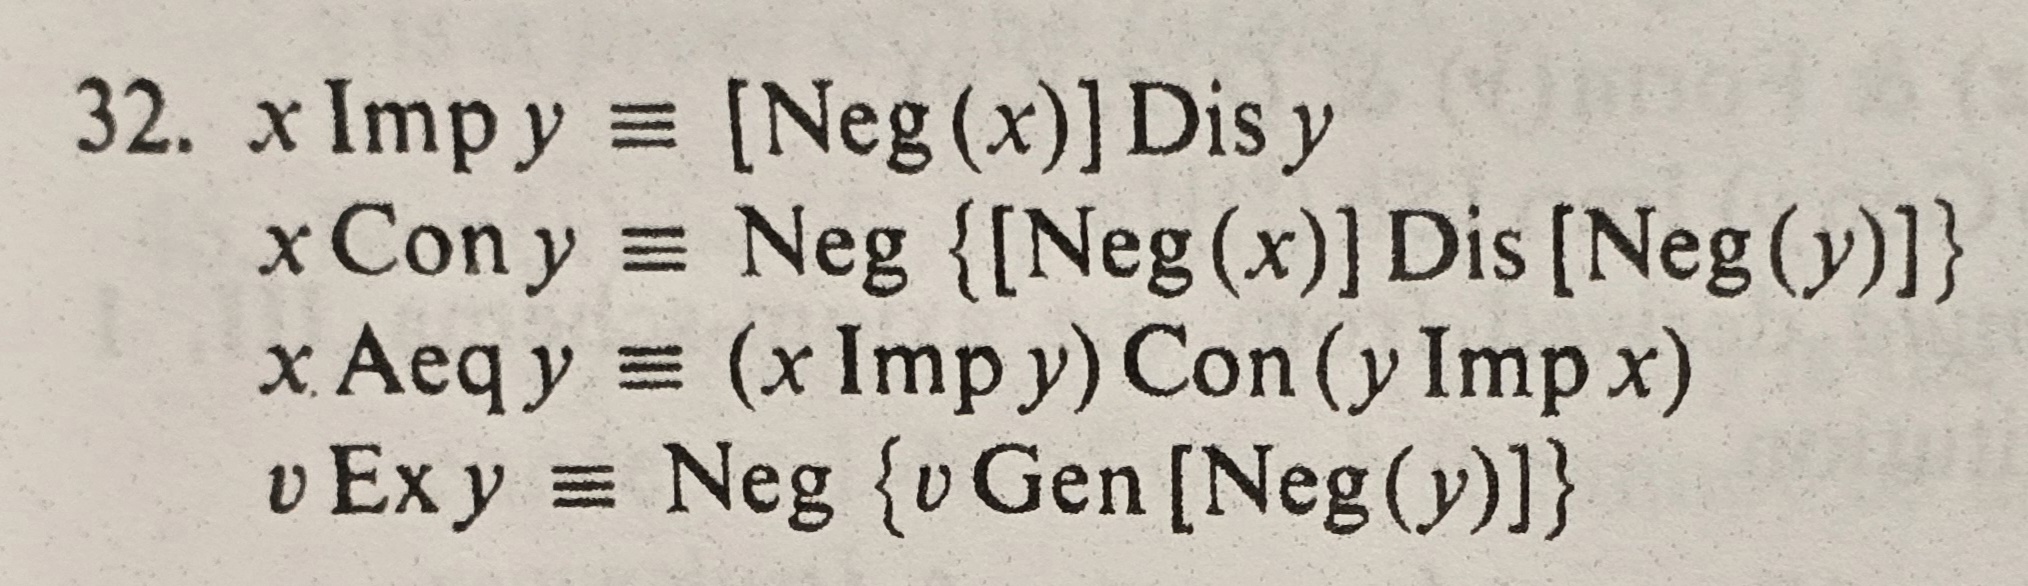 32. x Imp y ≡ [Neg(x)] Dis y
x Con y ≡ Neg {[Neg(x)] Dis [Neg(y)]}
x Aeq y ≡ (x Imp y) Con (y Imp x)
v Ex y ≡ Neg {v Gen [Neg(y)]}